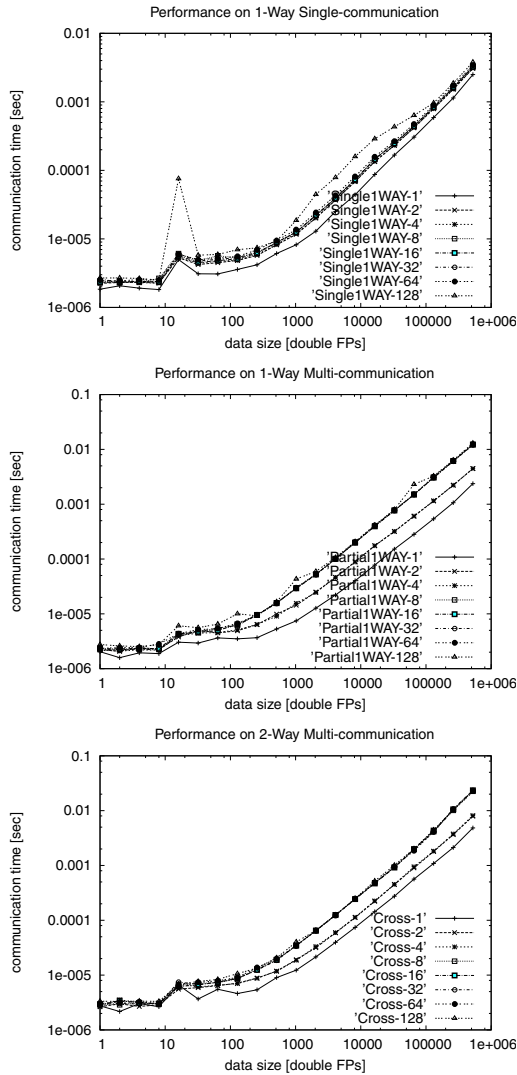 Performance on 1-Way Single-communication
0.01
0.001
0.0001
1e-005
1e-006
communication time [sec]
'Single1WAY-1'
'Single1WAY-2'
'Single1WAY-4'
'Single1WAY-8'
'Single1WAY-16'
'Single1WAY-32'
'Single1WAY-64'
'Single1WAY-128'
1 10 100 1000 10000 100000 1e+006
data size [double FPs]
Performance on 1-Way Multi-communication
0.1
0.01
0.001
0.0001
1e-005
1e-006
communication time [sec]
'Partial1WAY-1'
'Partial1WAY-2'
'Partial1WAY-4'
'Partial1WAY-8'
'Partial1WAY-16'
'Partial1WAY-32'
'Partial1WAY-64'
'Partial1WAY-128'
1 10 100 1000 10000 100000 1e+006
data size [double FPs]
Performance on 2-Way Multi-communication
0.1
0.01
0.001
0.0001
1e-005
1e-006
communication time [sec]
'Cross-1'
'Cross-2'
'Cross-4'
'Cross-8'
'Cross-16'
'Cross-32'
'Cross-64'
'Cross-128'
1 10 100 1000 10000 100000 1e+006
data size [double FPs]